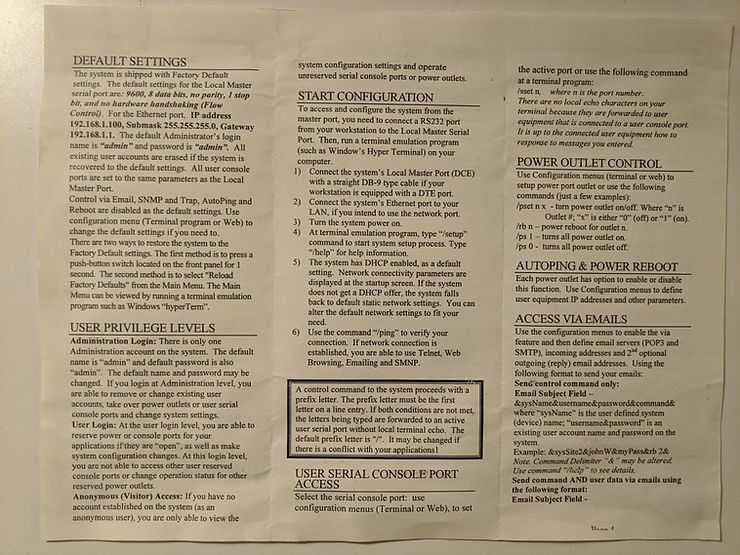 DEFAULT SETTINGS
The system is shipped with Factory Default
settings. The default settings for the Local Master
serial port are: 9600, 8 data bits, no parity, 1 stop
bit, and no hardware handshaking (Flow
Control). For the Ethernet port, IP address
192.168.1.100, Submask 255.255.255.0, Gateway
192.168.1.1. The default Administrator's login
name is "admin" and password is "admin". All
existing user accounts are erased if the system is
recovered to the default settings. All user console
ports are set to the same parameters as the Local
Master Port.
Control via Email, SNMP and Trap, AutoPing and
Reboot are disabled as the default settings. Use
configuration menu (Terminal program or Web) to
change the default settings if you need to.
There are two ways to restore the system to the
Factory Default settings. The first method is to press a
push-button switch located on the front panel for 1
second. The second method is to select "Reload
Factory Defaults" from the Main Menu. The Main
Menu can be viewed by running a terminal emulation
program such as Windows "hyperTerm".
USER PRIVILEGE LEVELS
Administration Login: There is only one
Administration account on the system. The default
name is "admin" and default password is also
"admin". The default name and password may be
changed. If you login at Administration level, you
are able to remove or change existing user
accounts, take over power outlets or user serial
console ports and change system settings.
User Login: At the user login level, you are able to
reserve power or console ports for your
applications if they are "open", as well as make
system configuration changes. At this login level,
you are not able to access other user reserved
console ports or change operation status for other
reserved power outlets.
Anonymous (Visitor) Access: If you have no
account established on the system (as an
anonymous user), you are only able to view the
system configuration settings and operate
unreserved serial console ports or power outlets.
START CONFIGURATION
To access and configure the system from the
master port, you need to connect a RS232 port
from your workstation to the Local Master Serial
Port. Then, run a terminal emulation program
(such as Window's Hyper Terminal) on your
computer.
1) Connect the system's Local Master Port (DCE)
with a straight DB-9 type cable if your
workstation is equipped with a DTE port.
2) Connect the system's Ethernet port to your
LAN, if you intend to use the network port.
3) Turn the system power on.
4) At terminal emulation program, type "/setup"
command to start system setup process. Type
"/help" for help information.
5) The system has DHCP enabled, as a default
setting. Network connectivity parameters are
displayed at the startup screen. If the system
does not get a DHCP offer, the system falls
back to default static network settings. You can
alter the default network settings to fit your
need.
6) Use the command "/ping" to verify your
connection. If network connection is
established, you are able to use Telnet, Web
Browsing, Emailing and SMNP.
A control command to the system proceeds with a
prefix letter. The prefix letter must be the first
letter on a line entry. If both conditions are not met,
the letters being typed are forwarded to an active
user serial port without local terminal echo. The
default prefix letter is "/". It may be changed if
there is a conflict with your applications!
USER SERIAL CONSOLE PORT
ACCESS
Select the serial console port: use
configuration menus (Terminal or Web), to set
the active port or use the following command
at a terminal program:
/sset n, where n is the port number.
There are no local echo characters on your
terminal because they are forwarded to user
equipment that is connected to a user console port.
It is up to the connected user equipment how to
response to messages you entered.
POWER OUTLET CONTROL
Use Configuration menus (terminal or web) to
setup power port outlet or use the following
commands (just a few examples):
/pset n x - turn power outlet on/off. Where "n" is
Outlet #; "x" is either "0" (off) or "1" (on).
/rb n – power reboot for outlet n.
/ps 1 – turns all power outlet on.
/ps 0 - turns all power outlet off.
AUTOPING & POWER REBOOT
Each power outlet has option to enable or disable
this function. Use Configuration menus to define
user equipment IP addresses and other parameters.
ACCESS VIA EMAILS
Use the configuration menus to enable the via
feature and then define email servers (POP3 and
SMTP), incoming addresses and 2nd optional
outgoing (reply) email addresses. Using the
following format to send your emails:
Send control command only:
Email Subject Field –
&sysName&username&password&command&
where "sysName" is the user defined system
(device) name; "username&password" is an
existing user account name and password on the
system.
Example: &sysSite2&johnW&myPass&rb 2&
Note. Command Delimiter "&" may be altered.
Use command "/help" to see details.
Send command AND user data via emails using
the following format:
Email Subject Field -